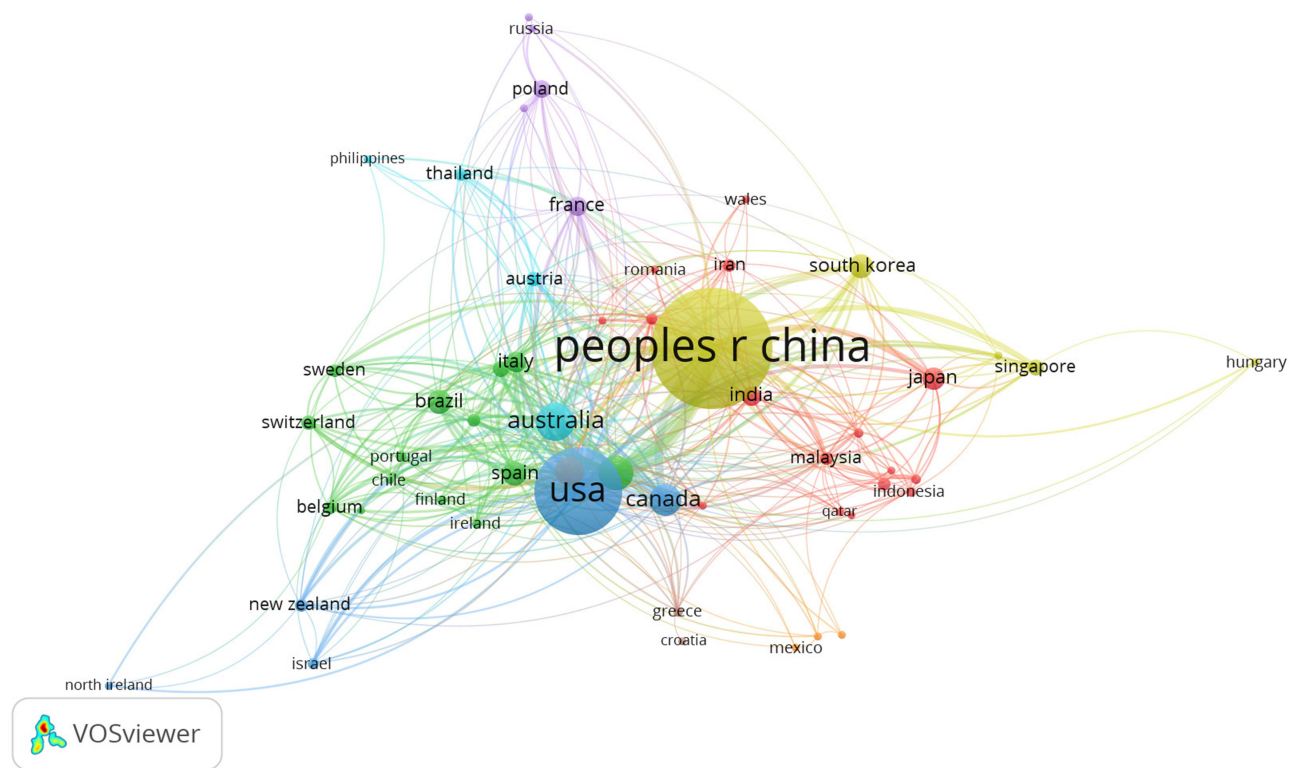 russia
poland
philippines
thailand
france
wales
iran
south korea
romania
austria
peoples r china
italy
sweden
singapore
hungary
japan
india
brazil
australia
switzerland
portugal
malaysia
chile
spain
usa
indonesia
finland
canada
belgium
qatar
ireland
new zealand
greece
croatia
mexico
israel
north ireland
VOSviewer